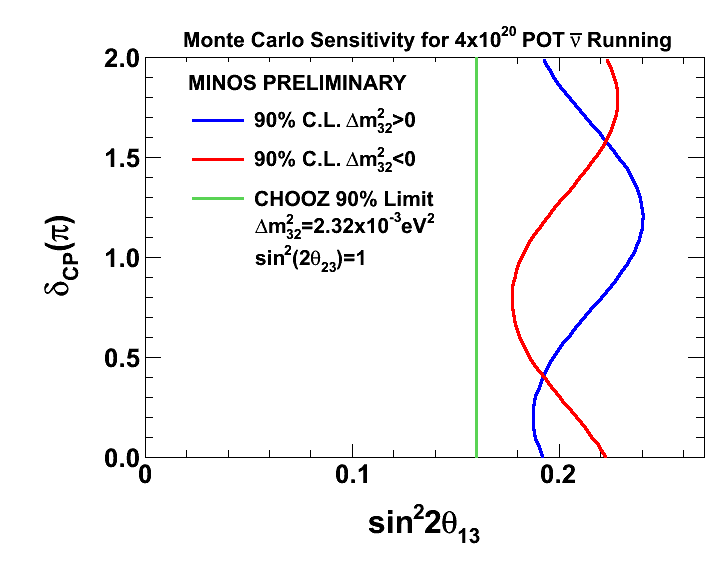 Monte Carlo Sensitivity for 4x10²⁰ POT ν̅ Running
MINOS PRELIMINARY
90% C.L. Δm²₃₂>0
90% C.L. Δm²₃₂<0
CHOOZ 90% Limit
Δm²₃₂=2.32x10⁻³eV²
sin²(2θ₂₃)=1
2.0
1.5
1.0
0.5
0.0
δCP(π)
0
0.1
0.2
sin²2θ₁₃